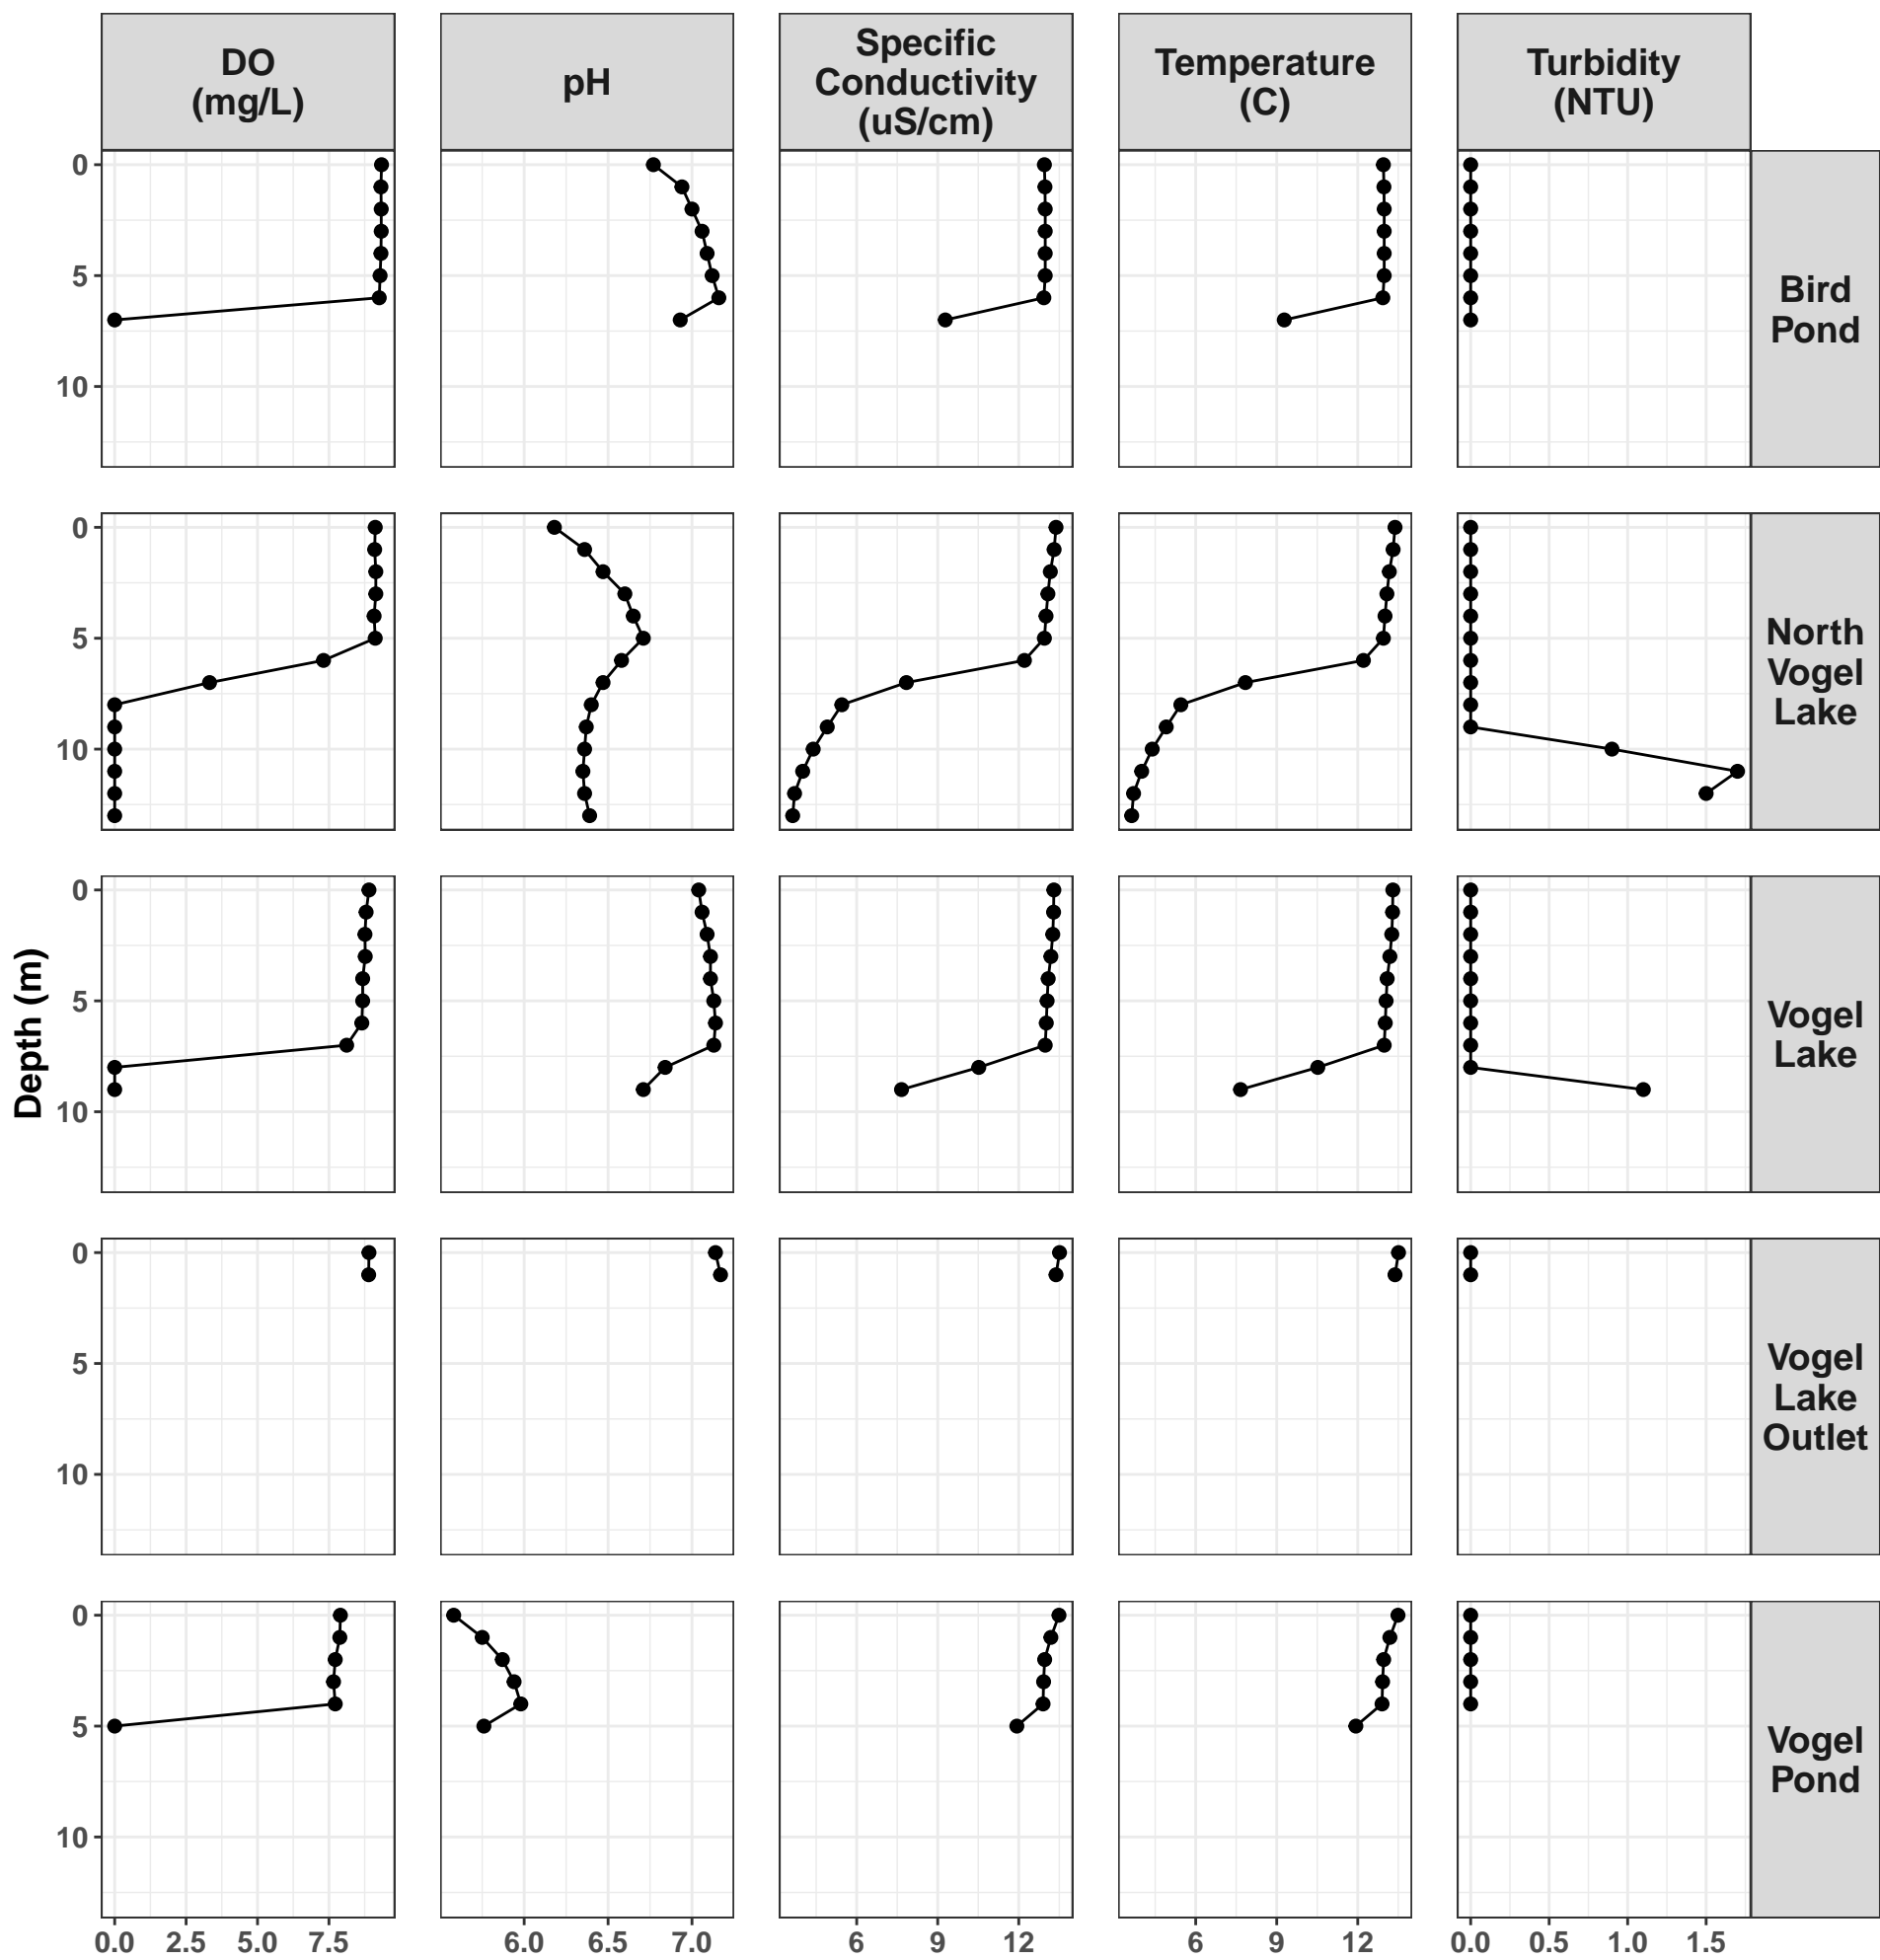 DO
(mg/L)
pH
Specific
Conductivity
(uS/cm)
Temperature
(C)
Turbidity
(NTU)
0
5
10
Bird
Pond
0
5
10
North
Vogel
Lake
Depth (m)
0
5
10
Vogel
Lake
0
5
10
Vogel
Lake
Outlet
0
5
10
Vogel
Pond
0.0 2.5 5.0 7.5 6.0 6.5 7.0 6 9 12 6 9 12 0.0 0.5 1.0 1.5